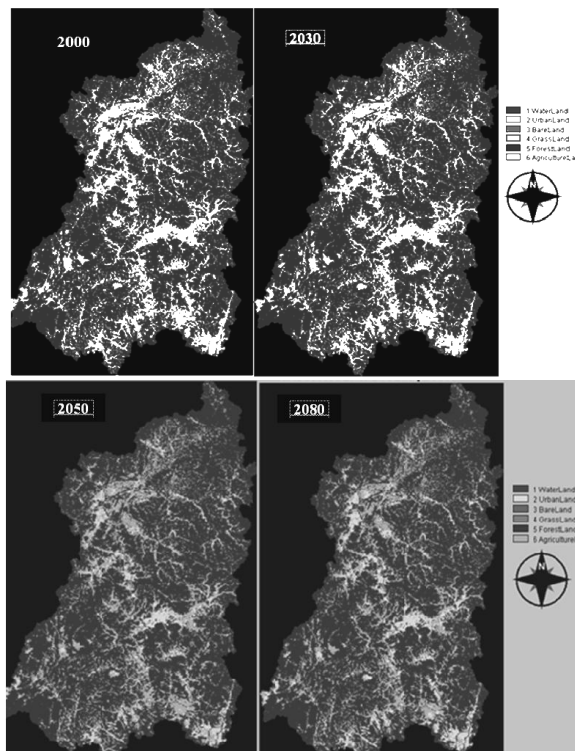 2000
2030
1 WaterLand
2 UrbanLand
3 BareLand
4 GrassLand
5 ForestLand
6 AgricultureLa
N
2050
2080
1 WaterLand
2 UrbanLand
3 BareLand
4 GrassLand
5 ForestLand
6 Agriculturel
N